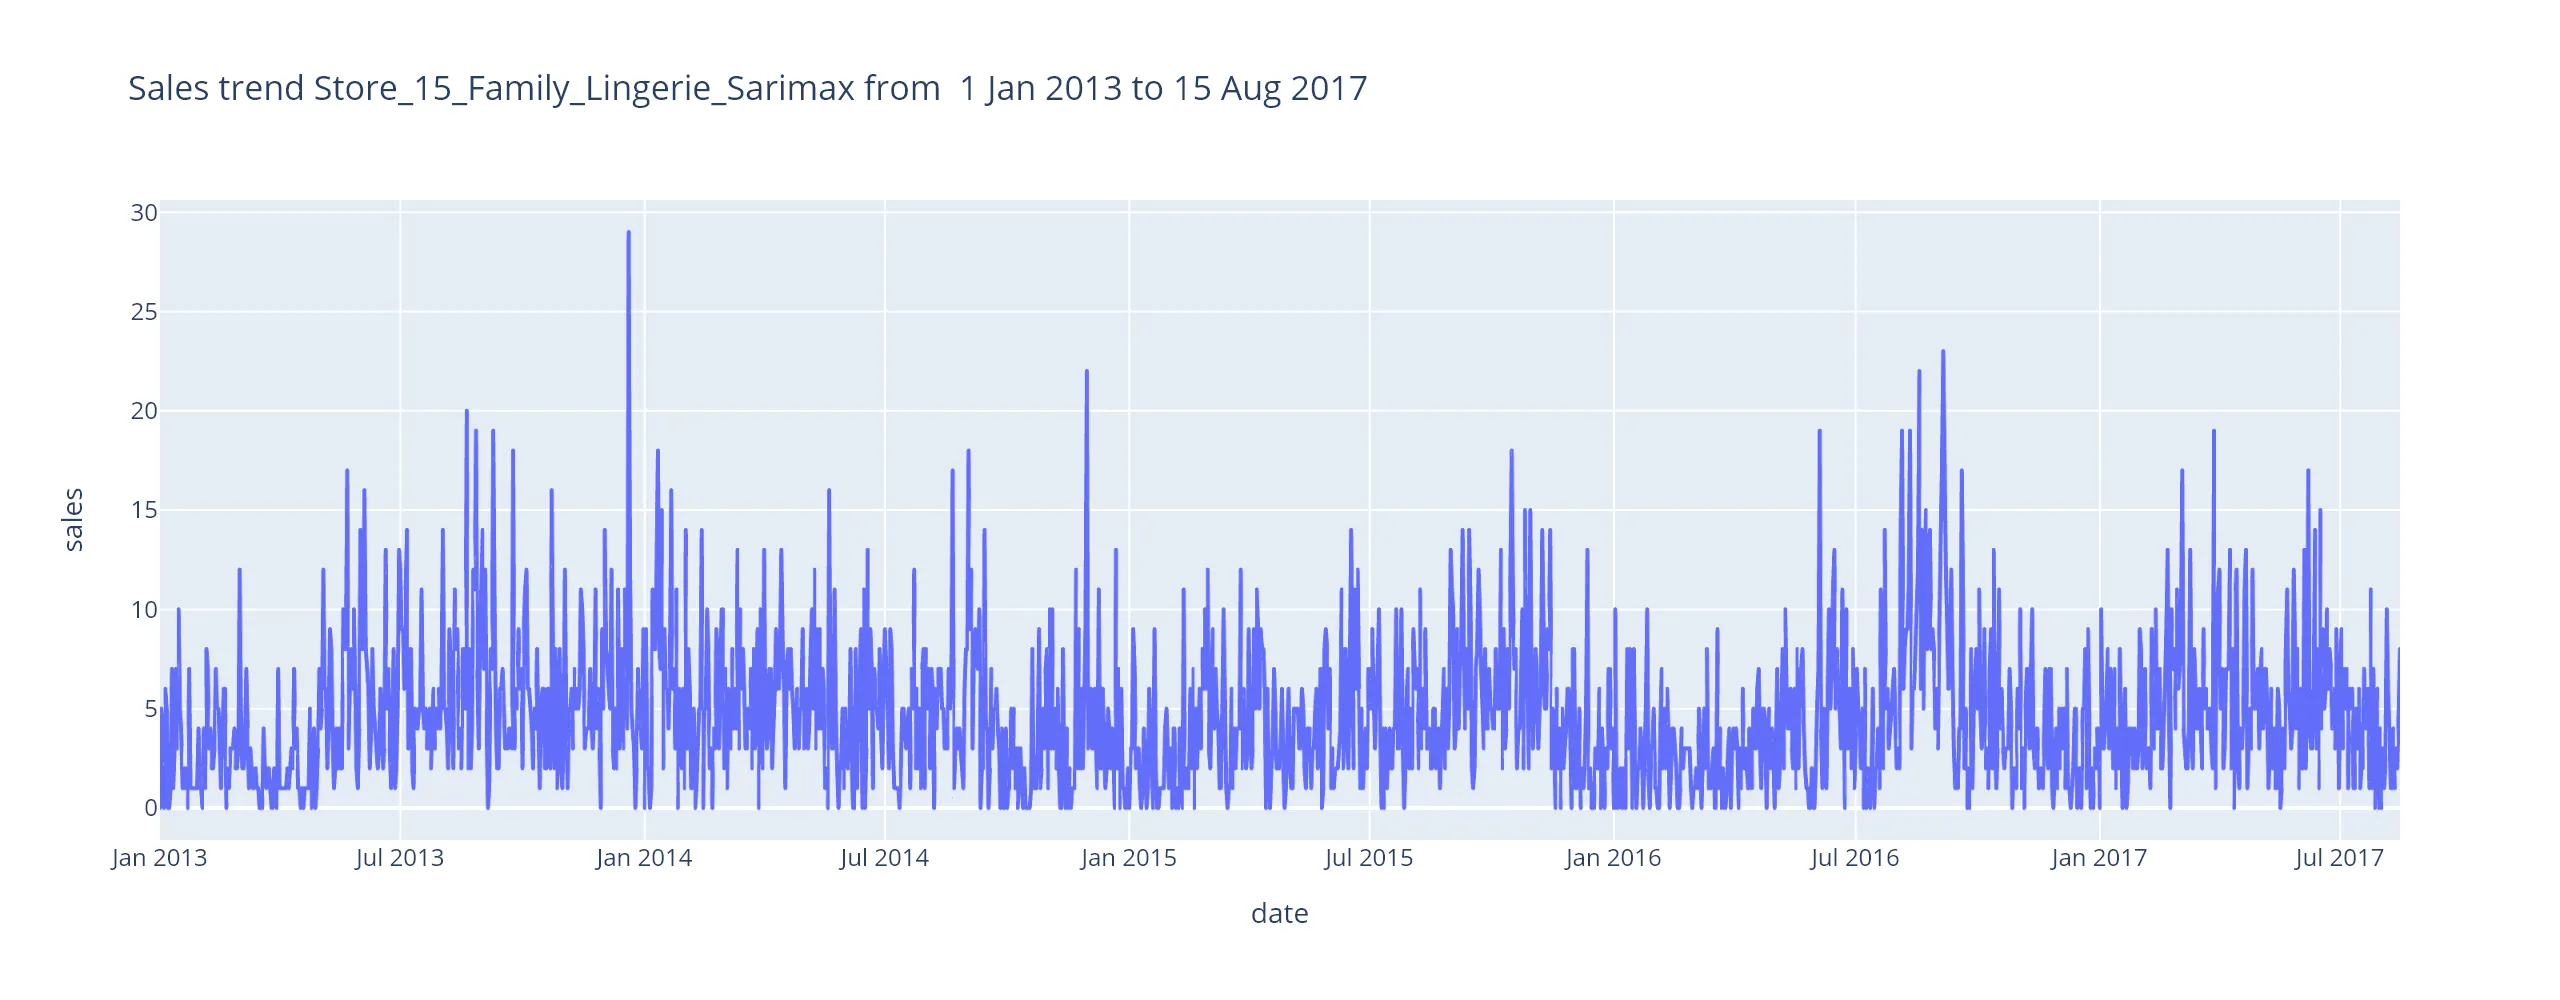 Sales trend Store_15_Family_Lingerie_Sarimax from  1 Jan 2013 to 15 Aug 2017
30
25
20
15
10
5
0
sales
Jan 2013 Jul 2013 Jan 2014 Jul 2014 Jan 2015 Jul 2015 Jan 2016 Jul 2016 Jan 2017 Jul 2017
date